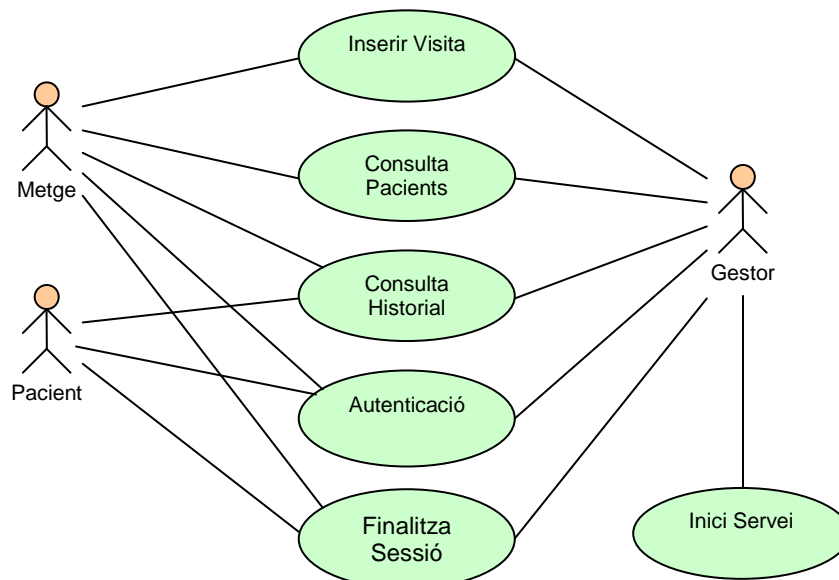 Inserir Visita
Metge
Consulta
Pacients
Gestor
Consulta
Historial
Pacient
Autenticació
Finalitza
Sessió
Inici Servei